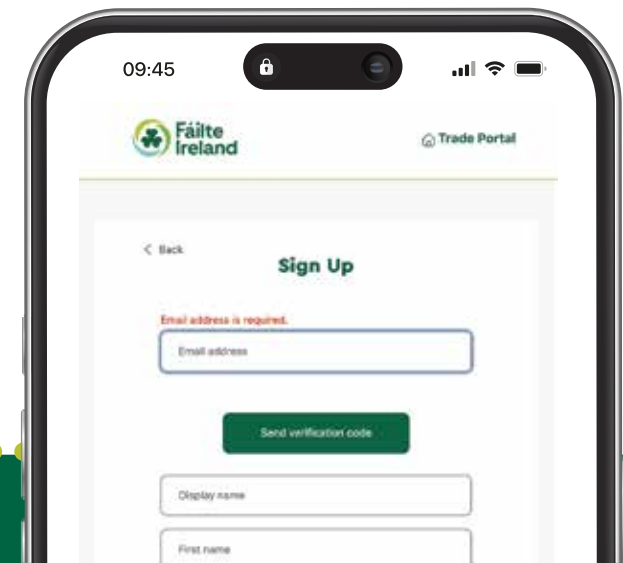 09:45
Fáilte
Ireland
Trade Portal
Back
Sign Up
Email address is required.
Email address
Send verification code
Display name
First name